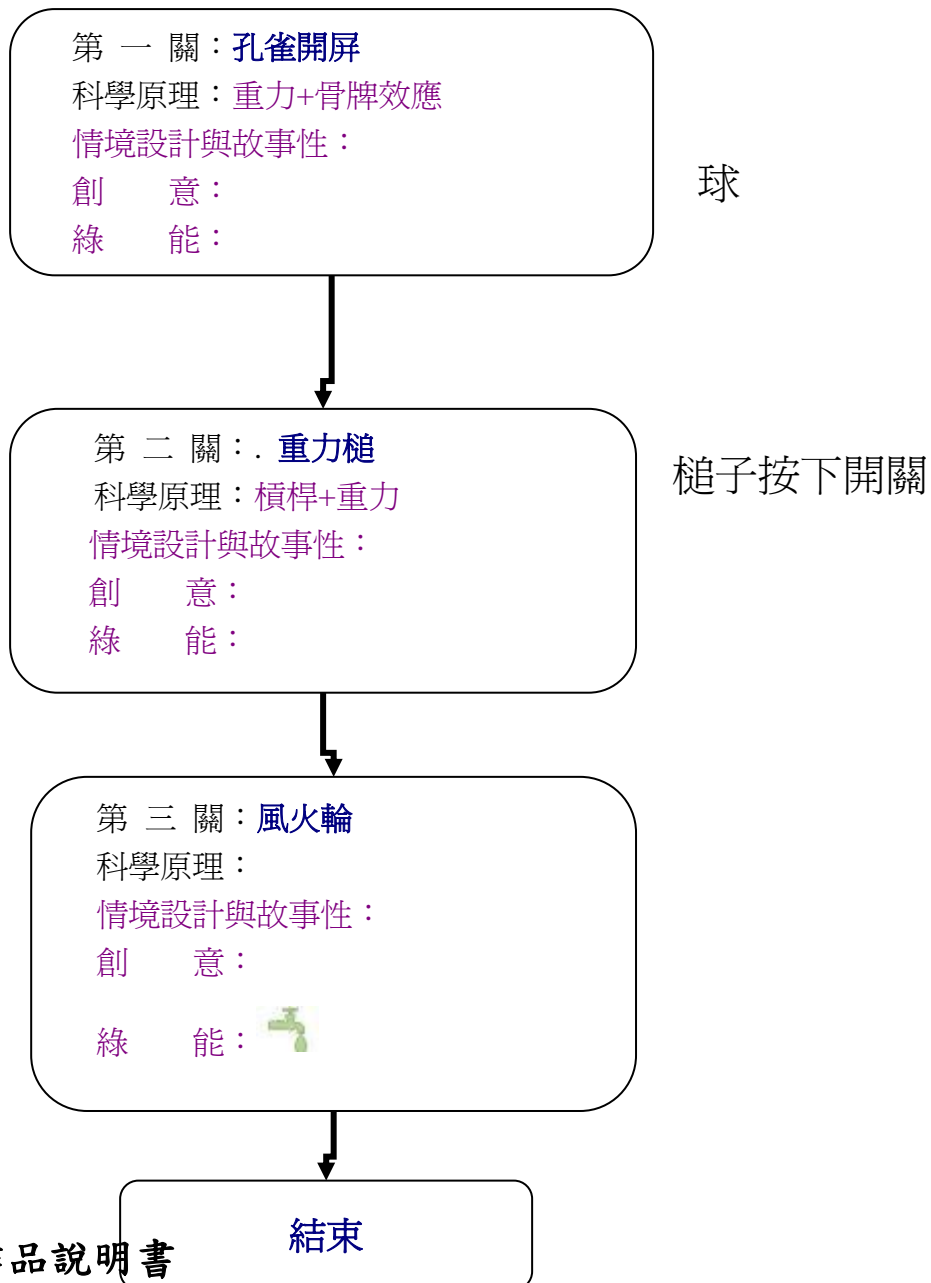 第 一 關：孔雀開屏
科學原理：重力+骨牌效應
情境設計與故事性：
創 意：
綠 能：
球
第 二 關：. 重力槌
科學原理：槓桿+重力
情境設計與故事性：
創 意：
綠 能：
槌子按下開關
第 三 關：風火輪
科學原理：
情境設計與故事性：
創 意：
綠 能：
結束
品說明書